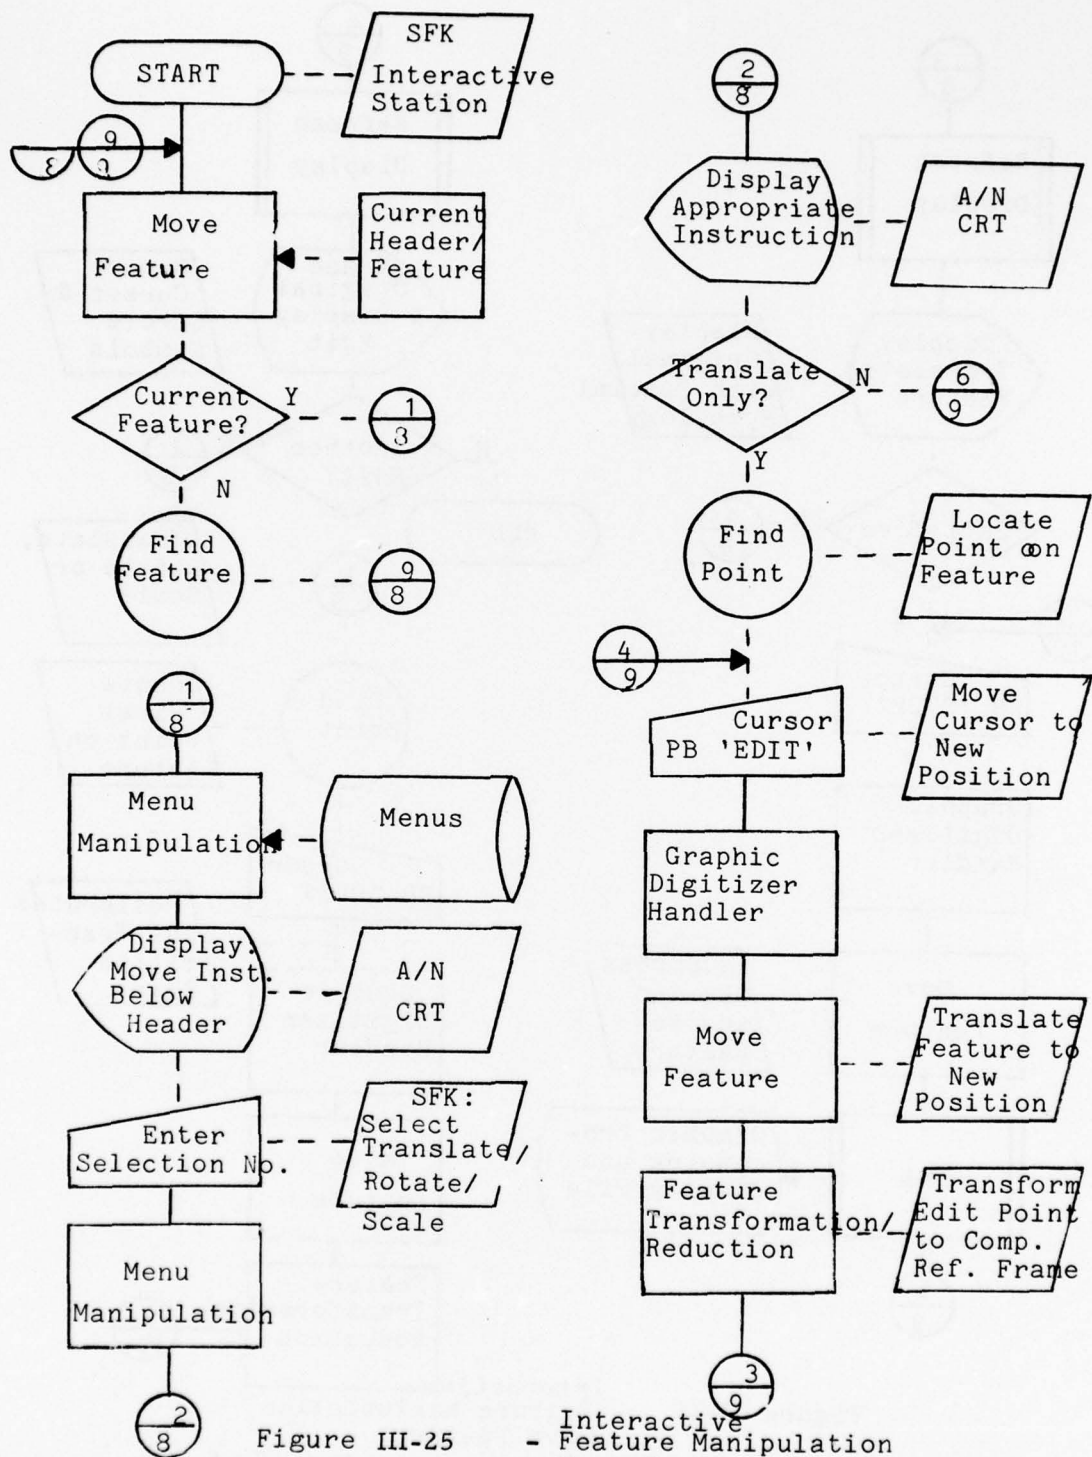 START
SFK
Interactive
Station
9
9
8
Move
Feature
Current
Header/
Feature
Current
Feature?
Y
1
8
N
Find
Feature
9
8
1
8
Menu
Manipulation
Menus
Display:
Move Inst.
Below
Header
A/N
CRT
Enter
Selection No.
SFK:
Select
Translate/
Rotate/
Scale
Menu
Manipulation
2
8
2
8
Display
Appropriate
Instruction
A/N
CRT
Translate
Only?
N
6
9
Y
Find
Point
Locate
Point on
Feature
4
9
Cursor
PB 'EDIT'
Move
Cursor to
New
Position
Graphic
Digitizer
Handler
Move
Feature
Translate
Feature to
New
Position
Feature
Transformation/
Reduction
Transform
Edit Point
to Comp.
Ref. Frame
3
9
Figure III-25 - Interactive
Feature Manipulation